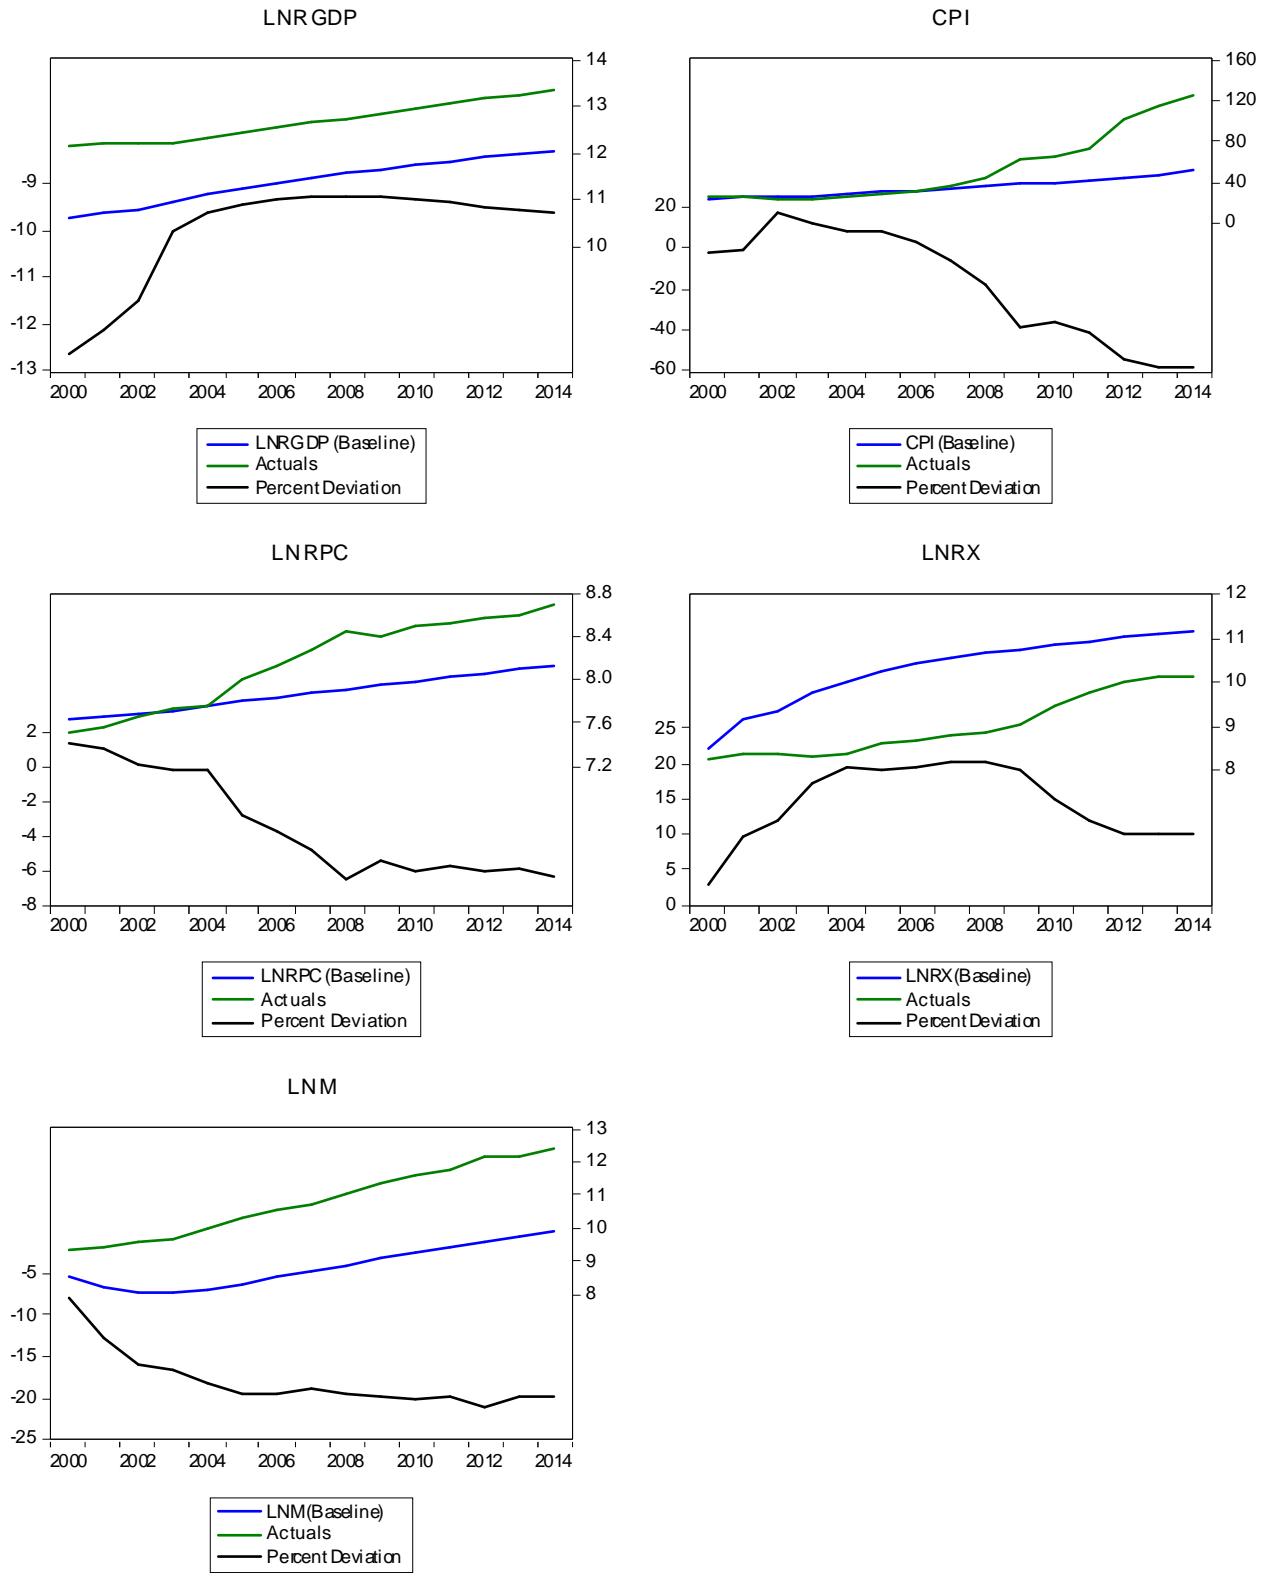 LNRGDP
14
13
12
11
10
-9
-10
-11
-12
-13
2000 2002 2004 2006 2008 2010 2012 2014
LNRGDP (Baseline)
Actuals
Percent Deviation
CPI
160
120
80
40
0
20
0
-20
-40
-60
2000 2002 2004 2006 2008 2010 2012 2014
CPI (Baseline)
Actuals
Percent Deviation
LNRPC
8.8
8.4
8.0
7.6
7.2
2
0
-2
-4
-6
-8
2000 2002 2004 2006 2008 2010 2012 2014
LNRPC (Baseline)
Actuals
Percent Deviation
LNRX
12
11
10
9
8
25
20
15
10
5
0
2000 2002 2004 2006 2008 2010 2012 2014
LNRX (Baseline)
Actuals
Percent Deviation
LNM
13
12
11
10
9
8
-5
-10
-15
-20
-25
2000 2002 2004 2006 2008 2010 2012 2014
LNM (Baseline)
Actuals
Percent Deviation